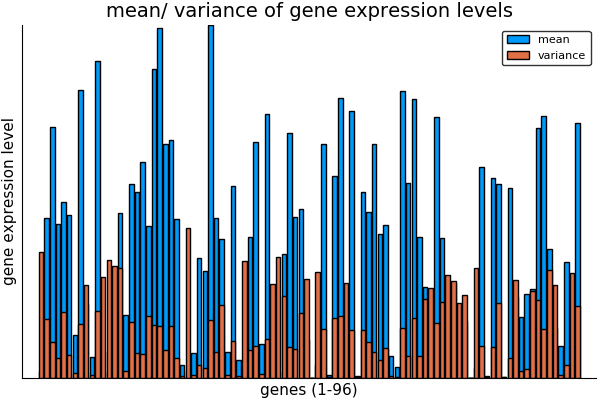 mean/ variance of gene expression levels
mean
variance
gene expression level
genes (1-96)